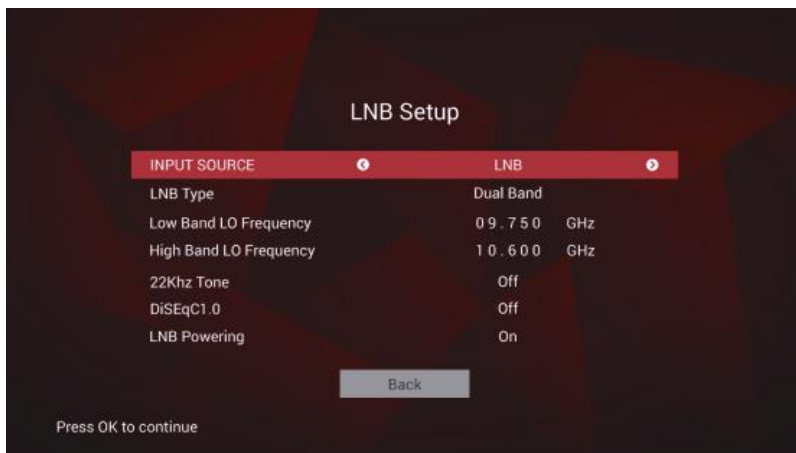 LNB Setup
INPUT SOURCE LNB
LNB Type Dual Band
Low Band LO Frequency 09.750 GHz
High Band LO Frequency 10.600 GHz
22Khz Tone Off
DiSEqC1.0 Off
LNB Powering On
Back
Press OK to continue